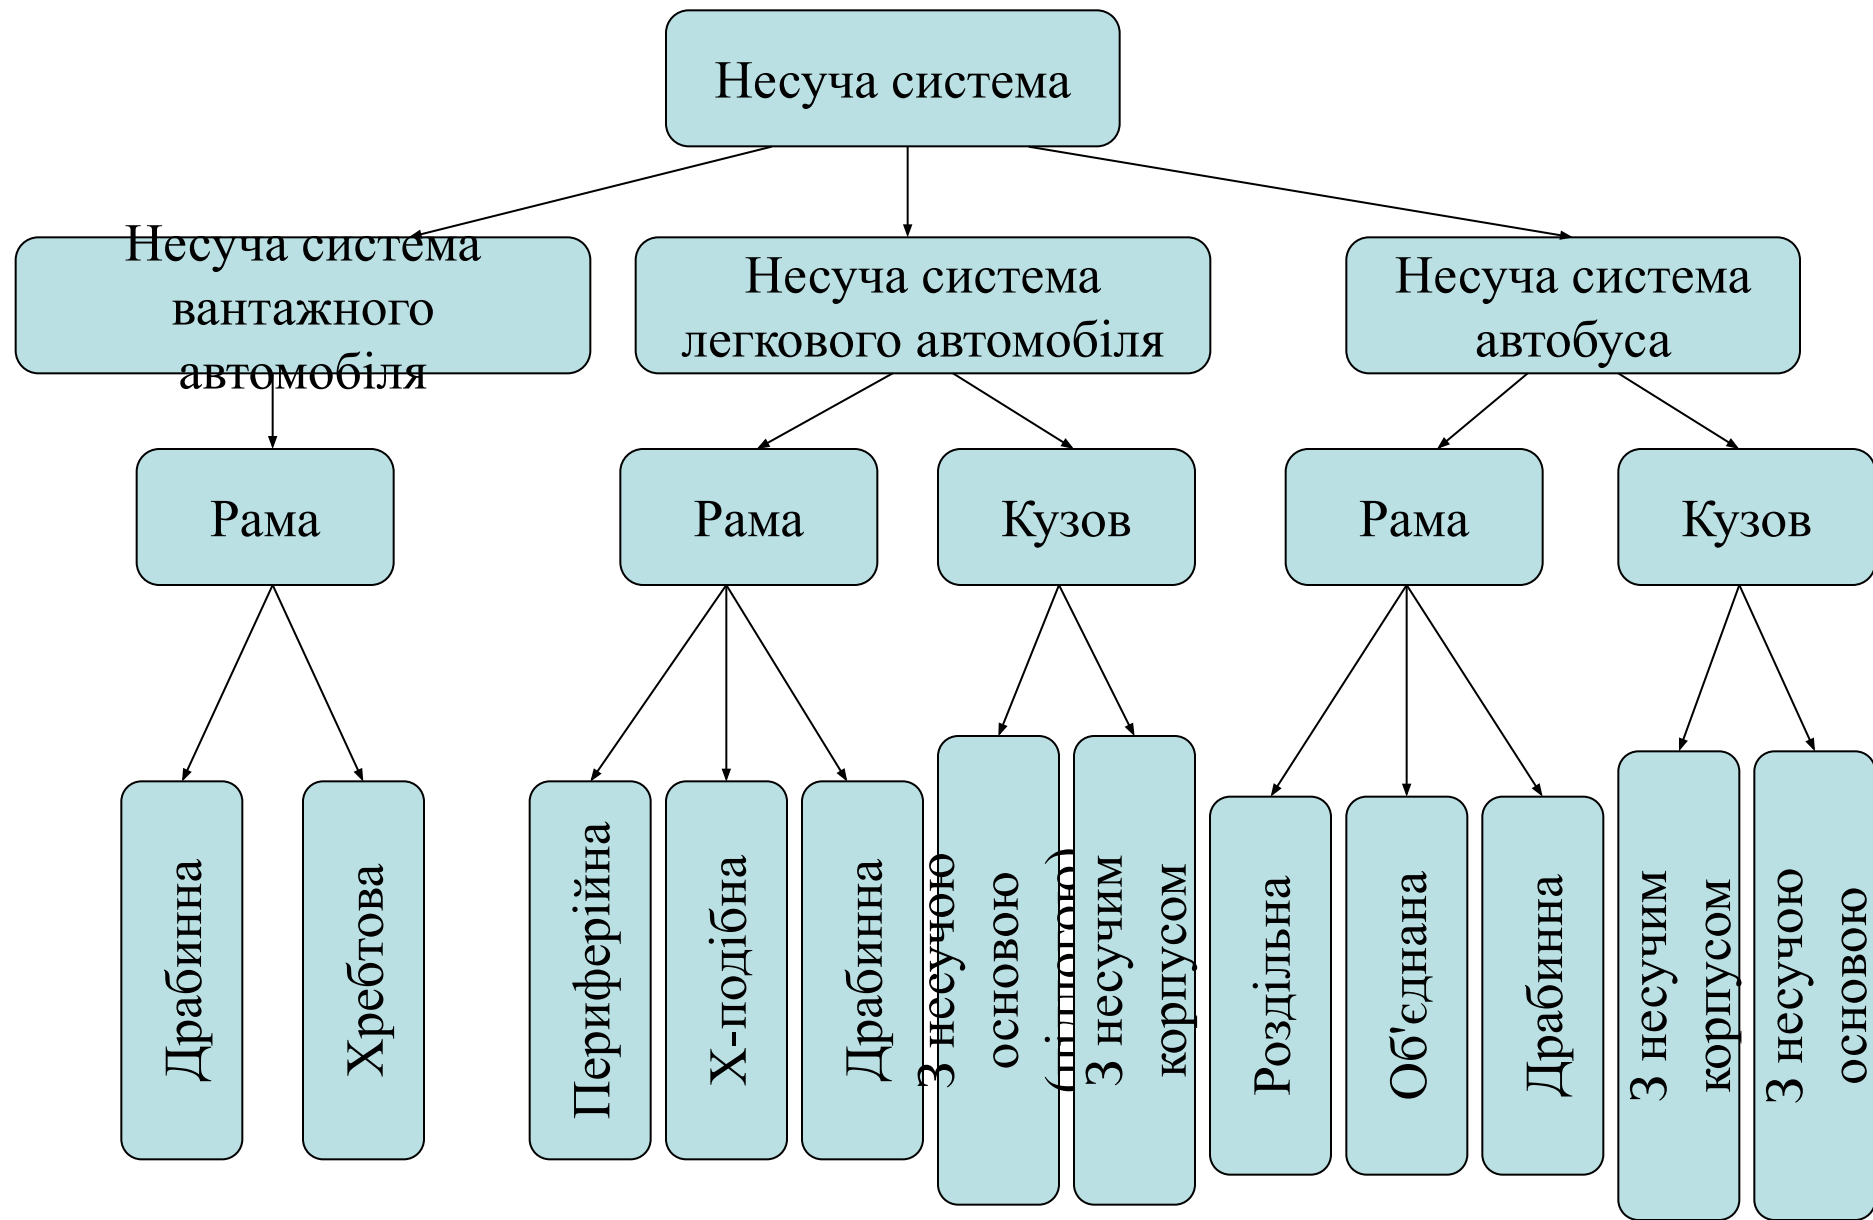 Несуча система
Несуча система
вантажного
автомобіля
Несуча система
легкового автомобіля
Несуча система
автобуса
Рама
Рама
Кузов
Рама
Кузов
Драбинна
Хребтова
Периферійна
Х-подібна
Драбинна
З несучою
основою
З несучим
корпусом
Роздільна
Об'єднана
Драбинна
З несучим
корпусом
З несучою
основою